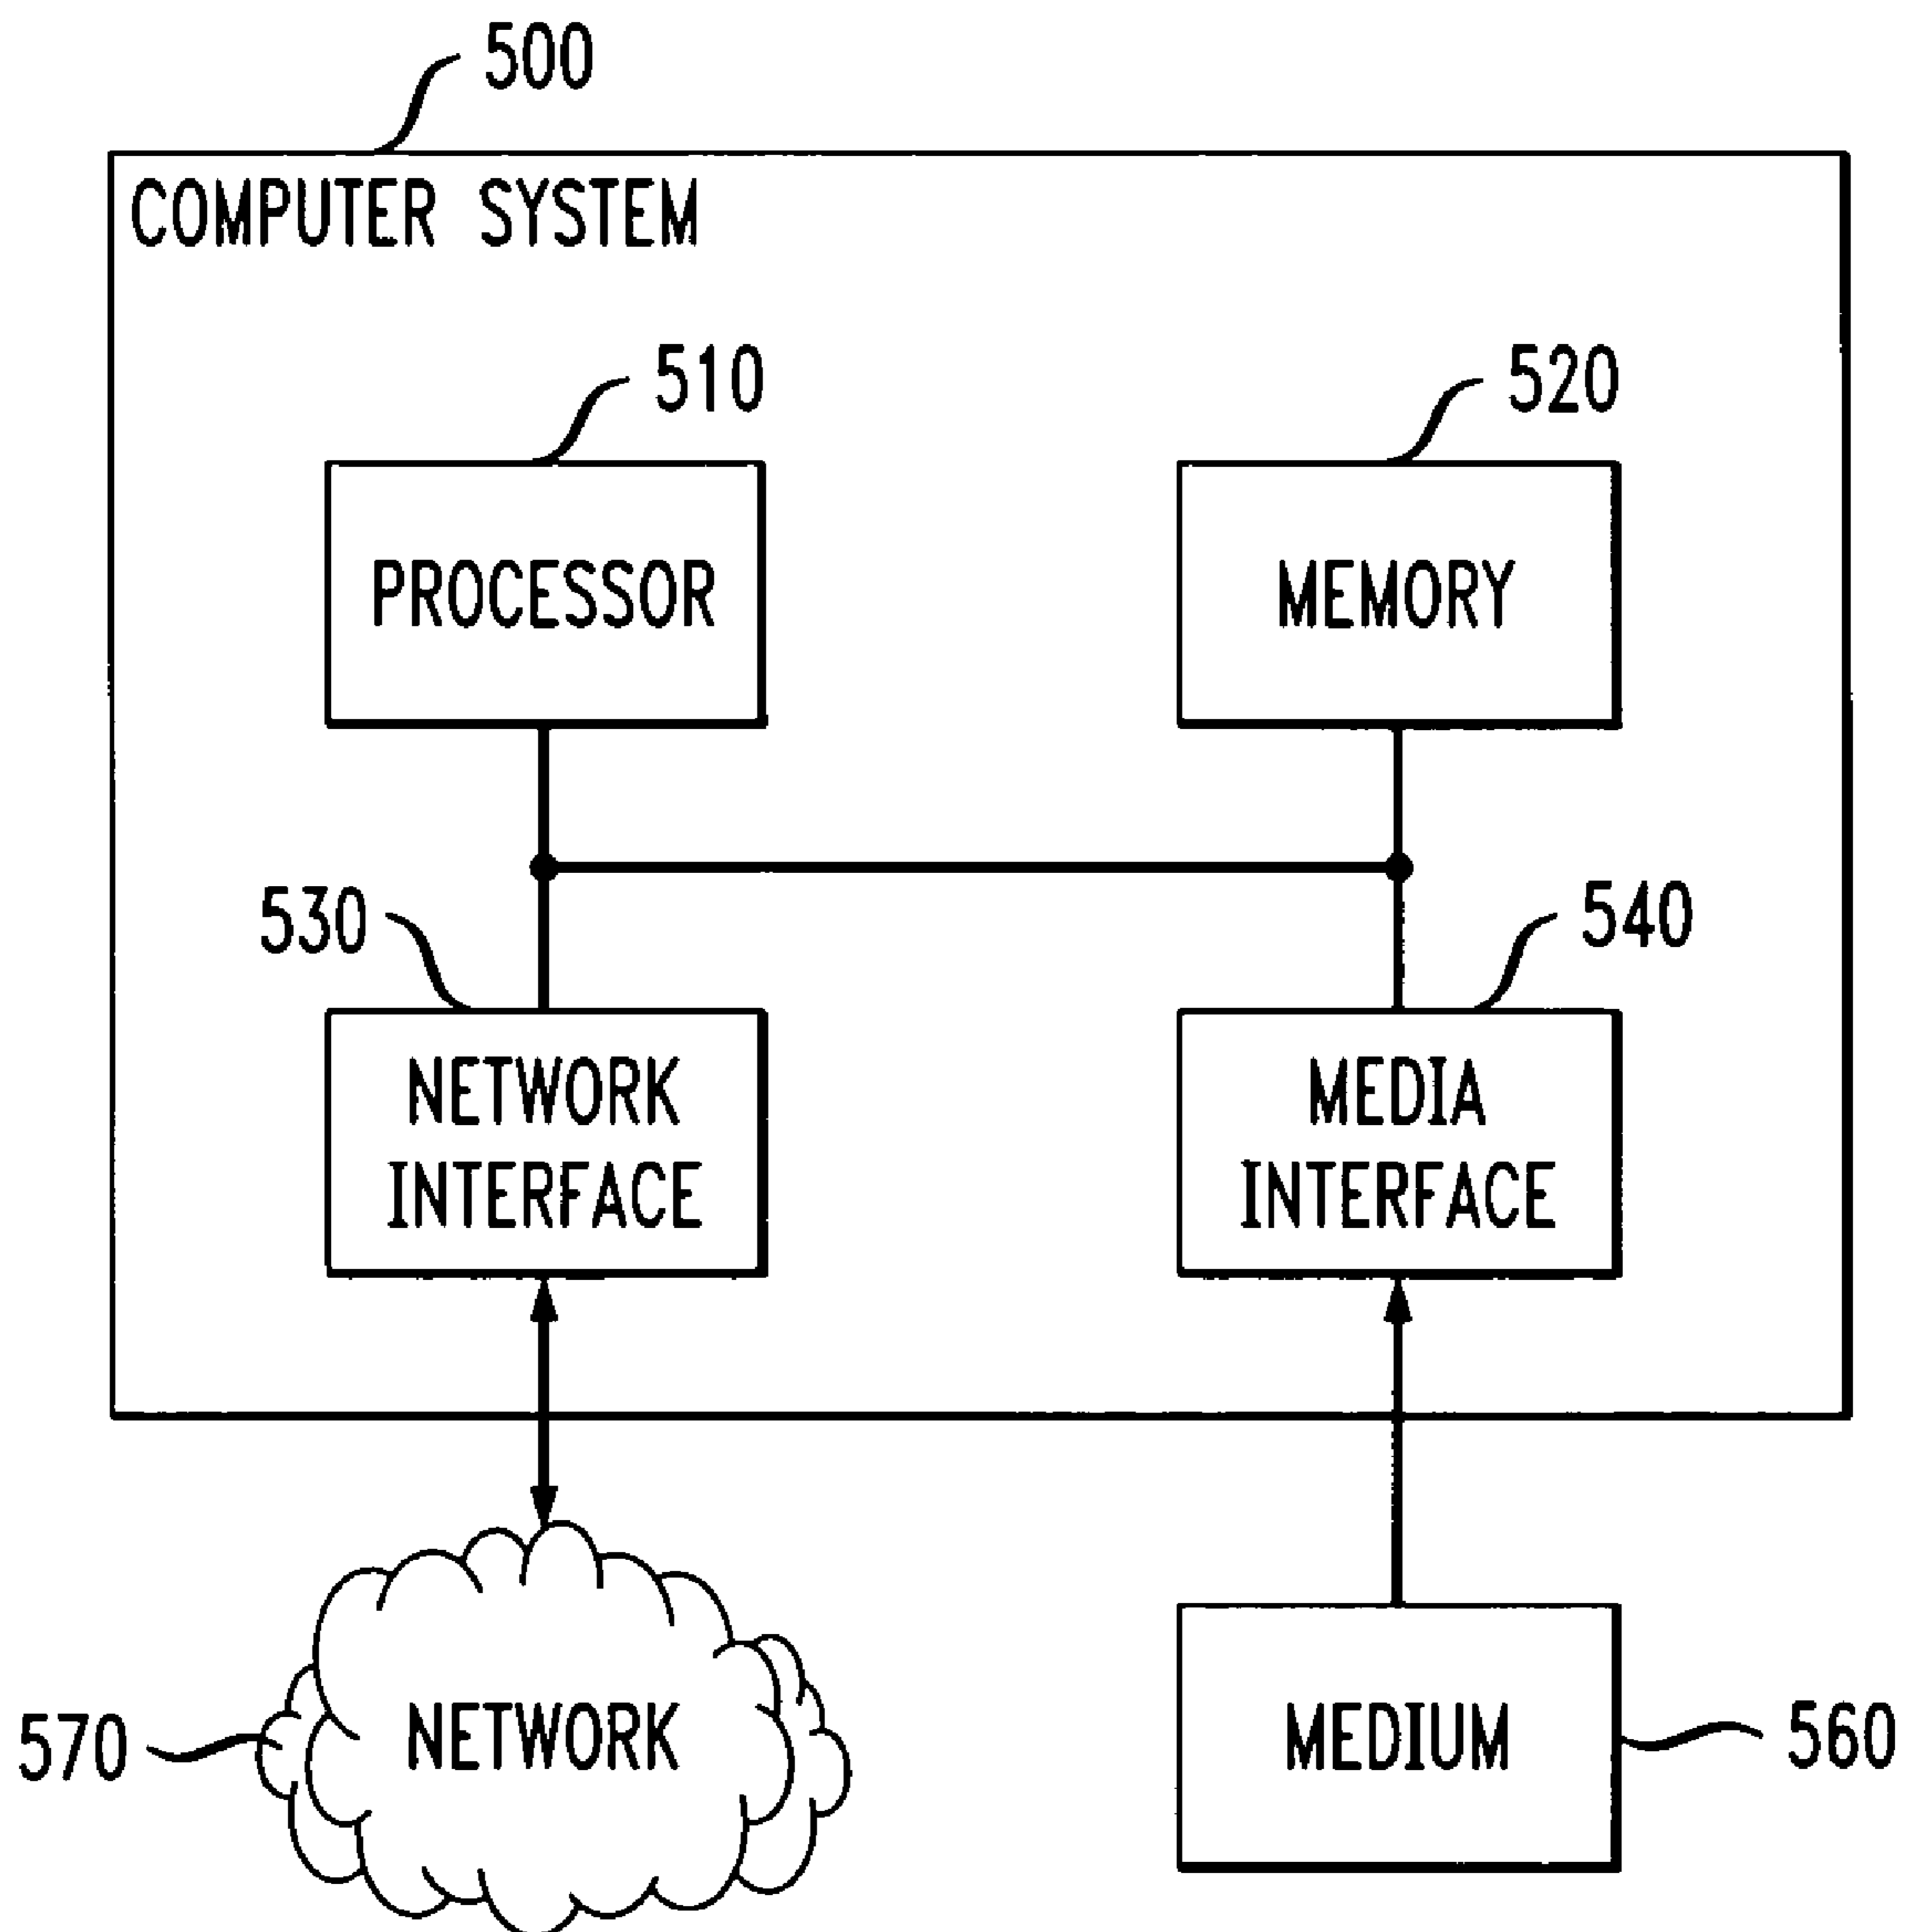 500
COMPUTER SYSTEM
510
520
PROCESSOR
MEMORY
530
540
NETWORK
INTERFACE
MEDIA
INTERFACE
570
NETWORK
MEDIUM
560